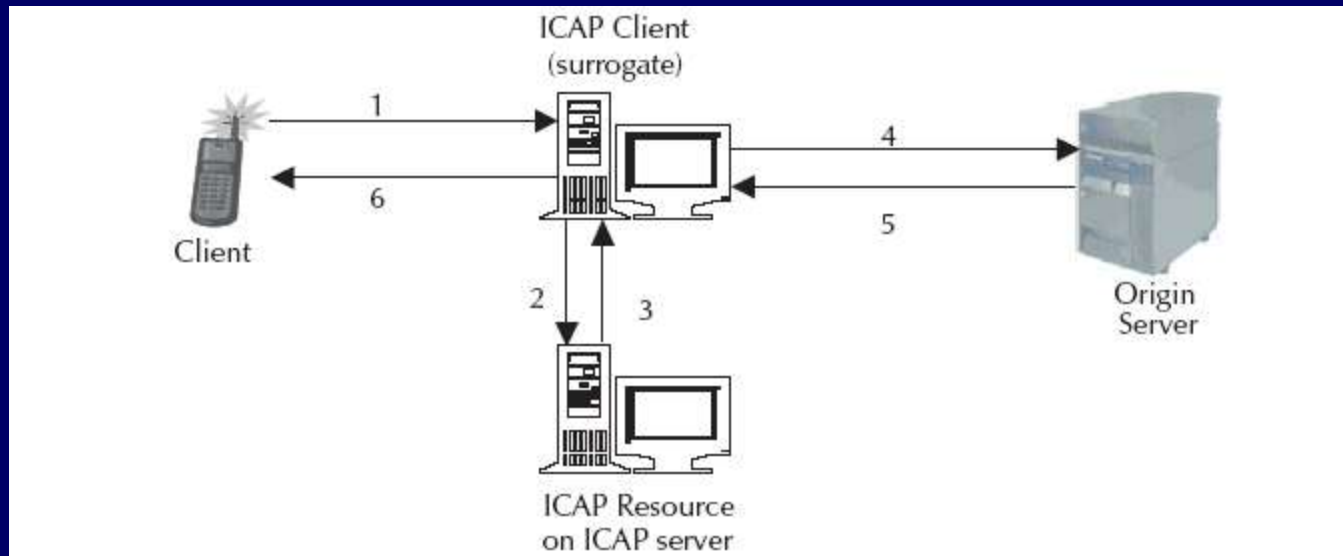 ICAP Client
(surrogate)
1
4
6
5
Client
2
3
Origin
Server
ICAP Resource
on ICAP server